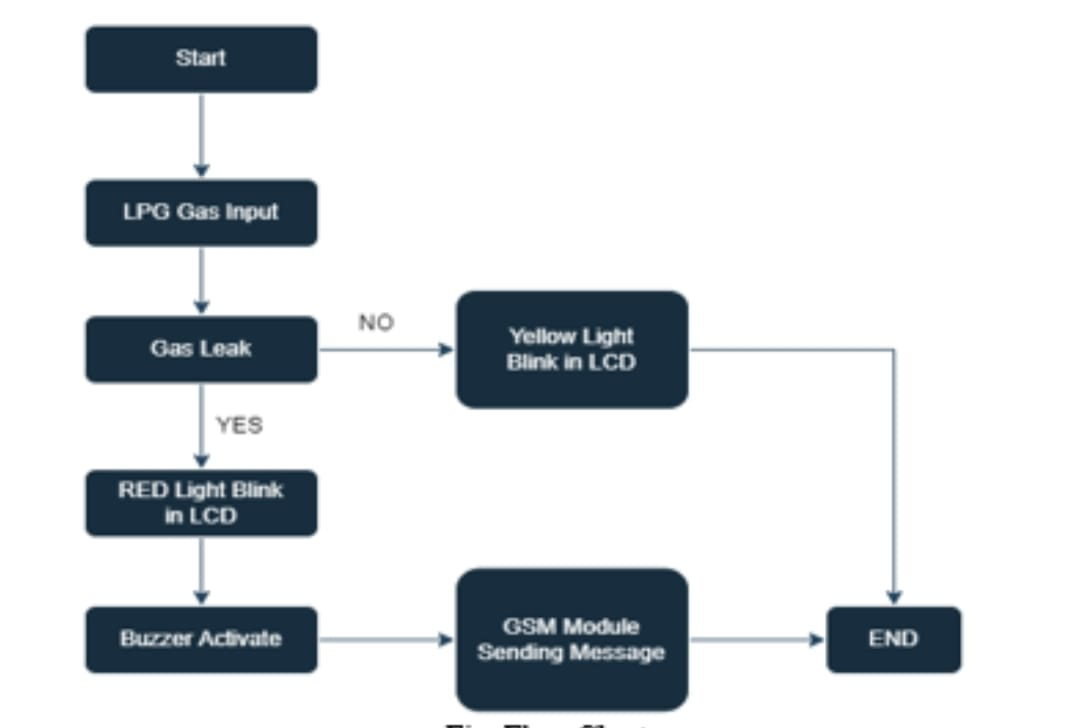 Start
LPG Gas Input
Gas Leak
NO
Yellow Light
Blink in LCD
YES
RED Light Blink
in LCD
Buzzer Activate
GSM Module
Sending Message
END